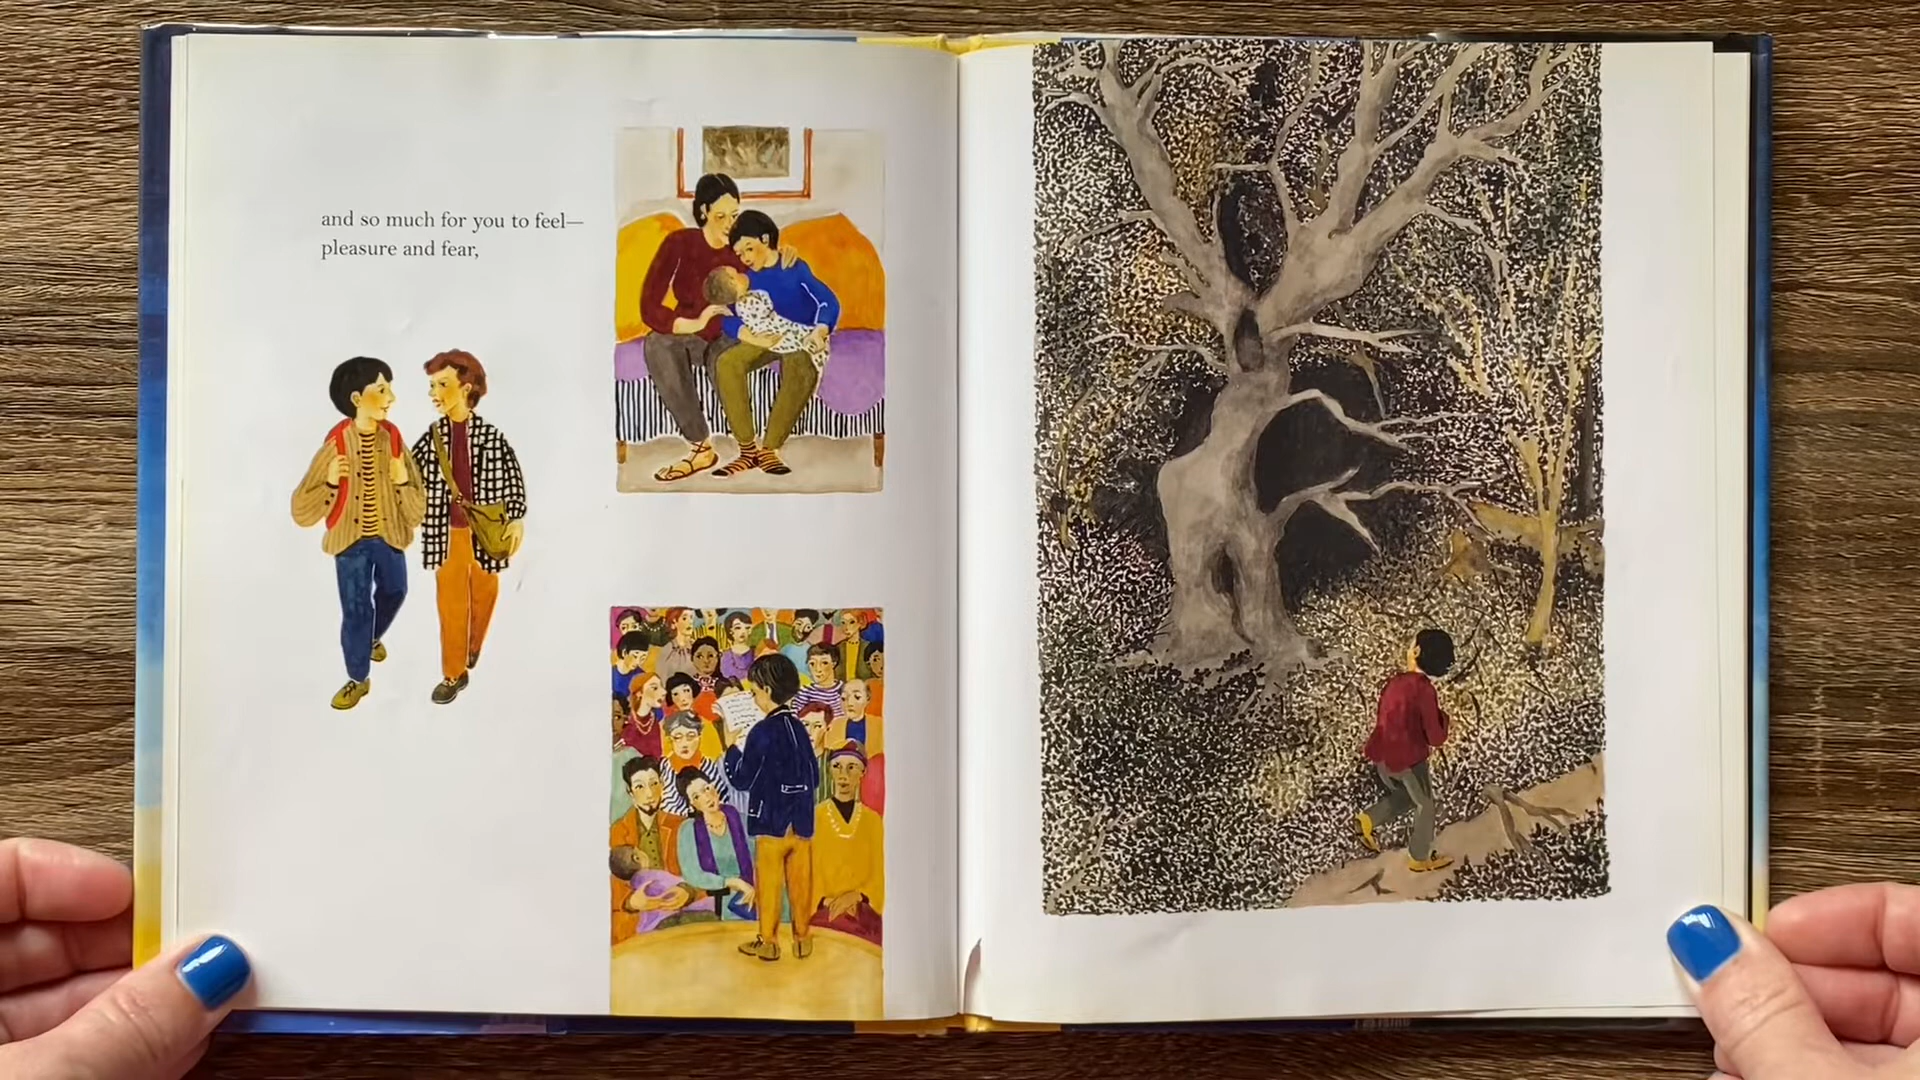 and so much for you to feel—
pleasure and fear,